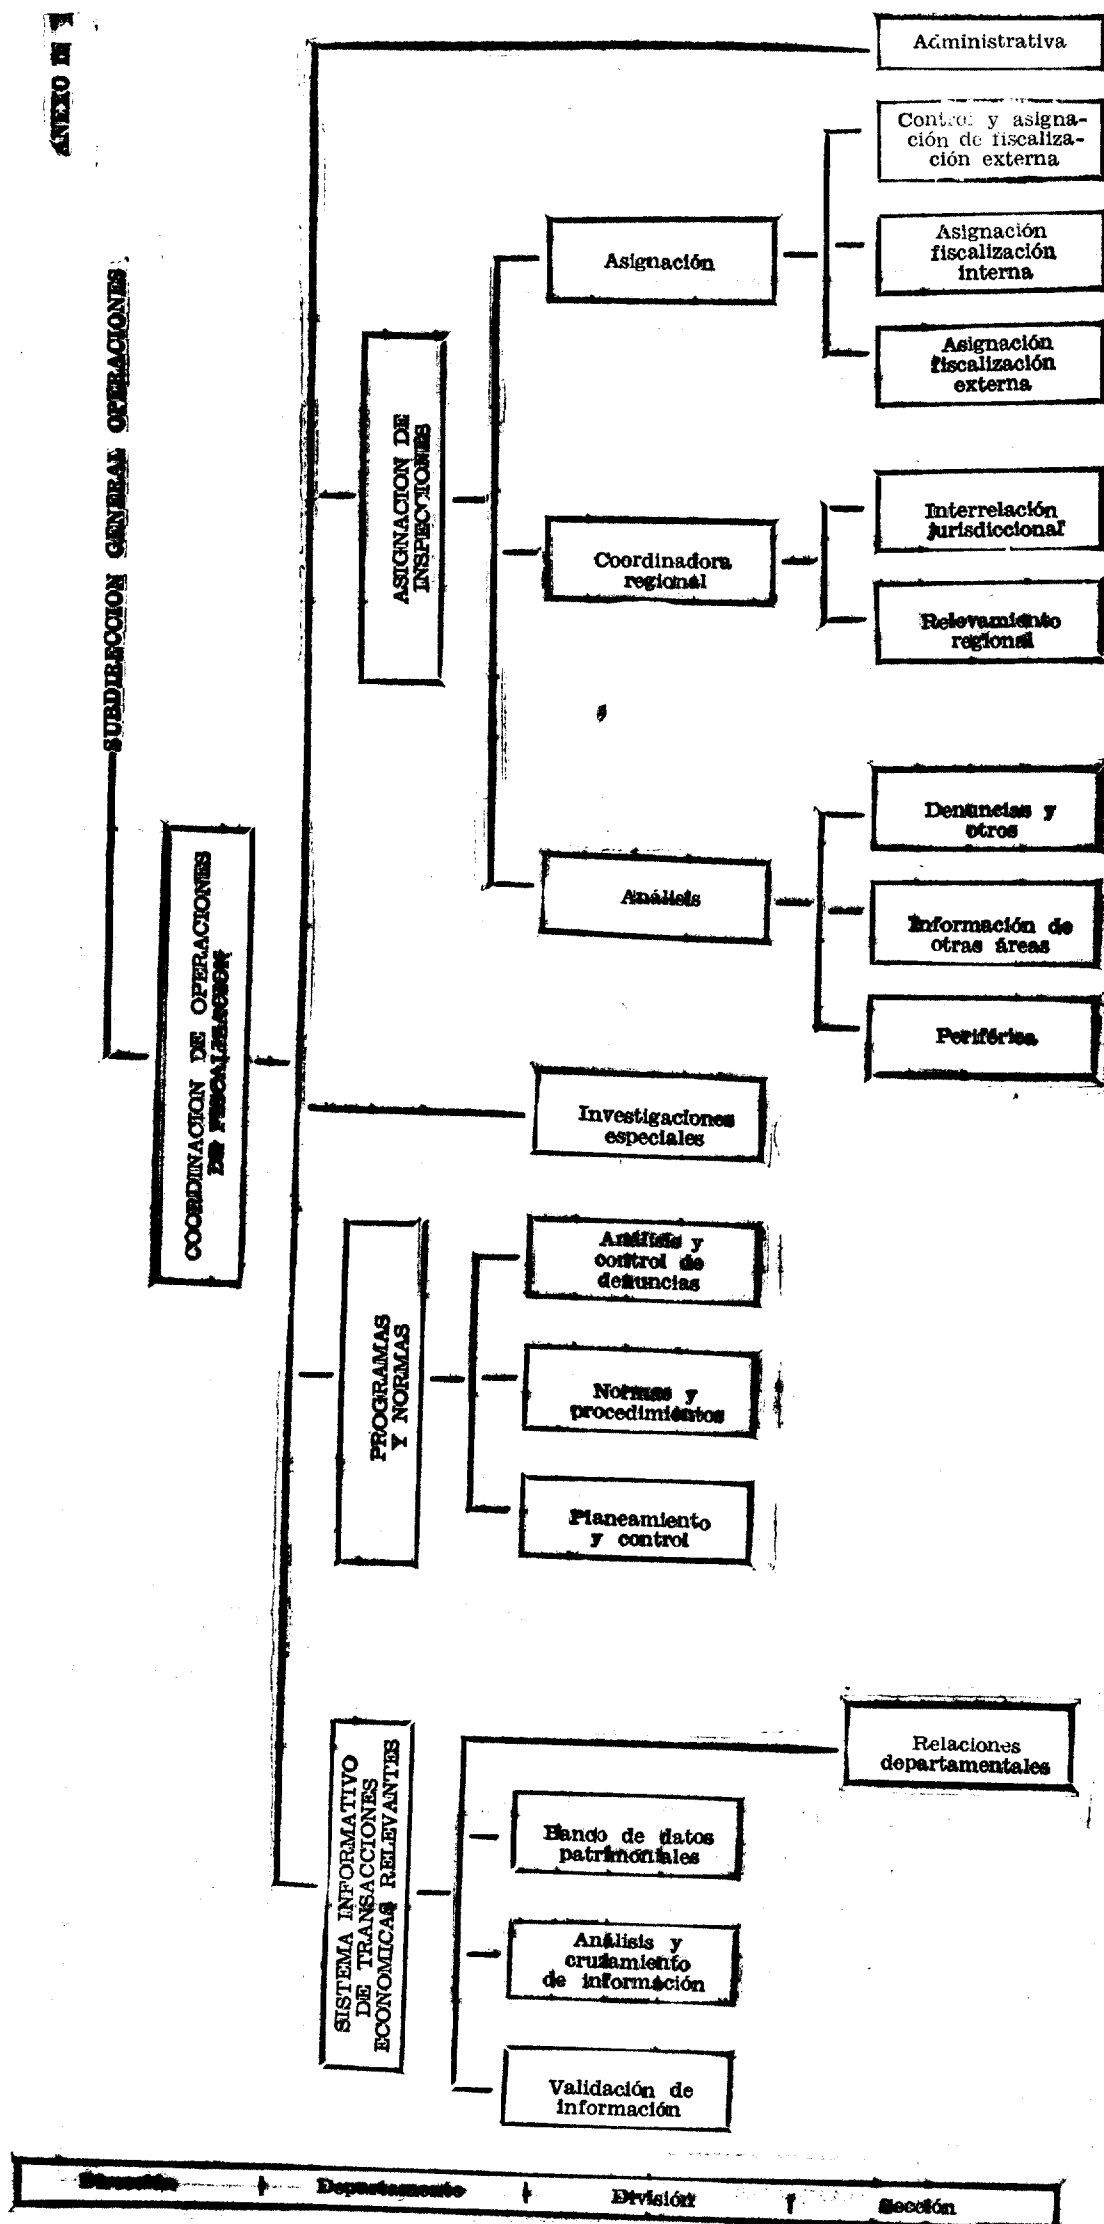 ANEXO III
SUBDIRECCION GENERAL OPERACIONES
COORDINACION DE OPERACIONES
DE FISCALIZACION
Administrativa
ASIGNACION DE
INSPECCIONES
Asignación
Control y asigna-
ción de fiscaliza-
ción externa
Asignación
fiscalización
interna
Asignación
fiscalización
externa
Coordinadora
regional
Interrelación
jurisdiccional
Relevamiento
regional
Análisis
Denuncias y
otros
Información de
otras áreas
Periférica
Investigaciones
especiales
PROGRAMAS
Y NORMAS
Análisis y
control de
denuncias
Normas y
procedimientos
Planeamiento
y control
SISTEMA INFORMATIVO
DE TRANSACCIONES
ECONOMICAS RELEVANTES
Relaciones
departamentales
Banco de datos
patrimoniales
Análisis y
cruzamiento
de información
Validación de
información
Dirección
Departamento
División
Sección